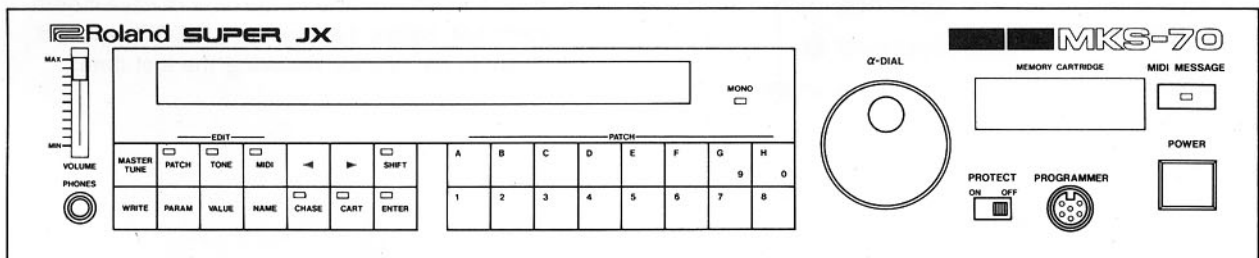 Roland SUPER JX
MKS-70
MAX
MIN
VOLUME
PHONES
MONO
EDIT
PATCH
MASTER TUNE
PATCH
TONE
MIDI
SHIFT
WRITE
PARAM
VALUE
NAME
CHASE
CART
ENTER
A
B
C
D
E
F
G 9
H 0
1
2
3
4
5
6
7
8
α-DIAL
MEMORY CARTRIDGE
MIDI MESSAGE
POWER
PROTECT
ON OFF
PROGRAMMER